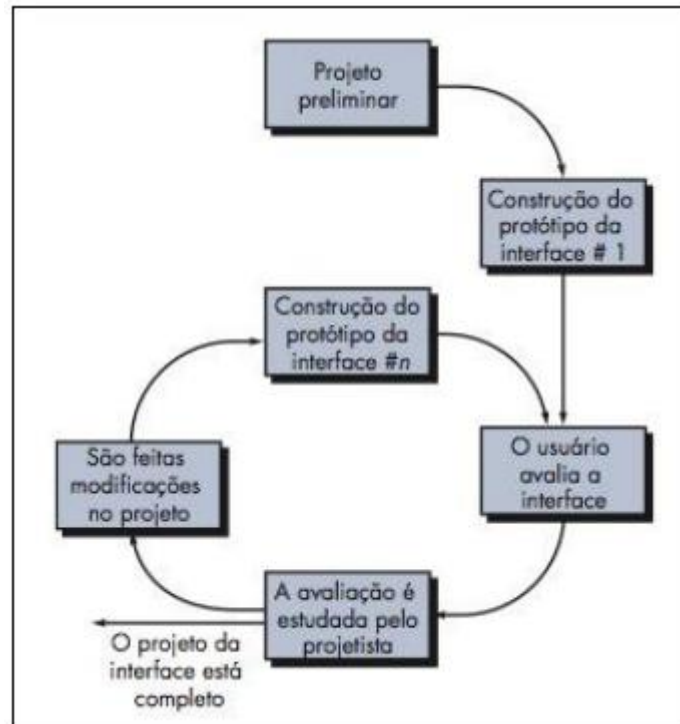 Projeto
preliminar
Construção do
protótipo da
interface # 1
Construção do
protótipo da
interface #n
São feitas
modificações
no projeto
O usuário
avalia a
interface
A avaliação é
estudada pelo
projetista
O projeto da
interface está
completo